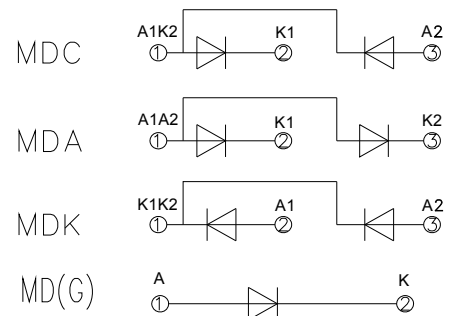 A1K2 K1 A2
MDC ① ② ③
A1A2 K1 K2
MDA ① ② ③
K1K2 A1 A2
MDK ① ② ③
A K
MD(G) ① ②